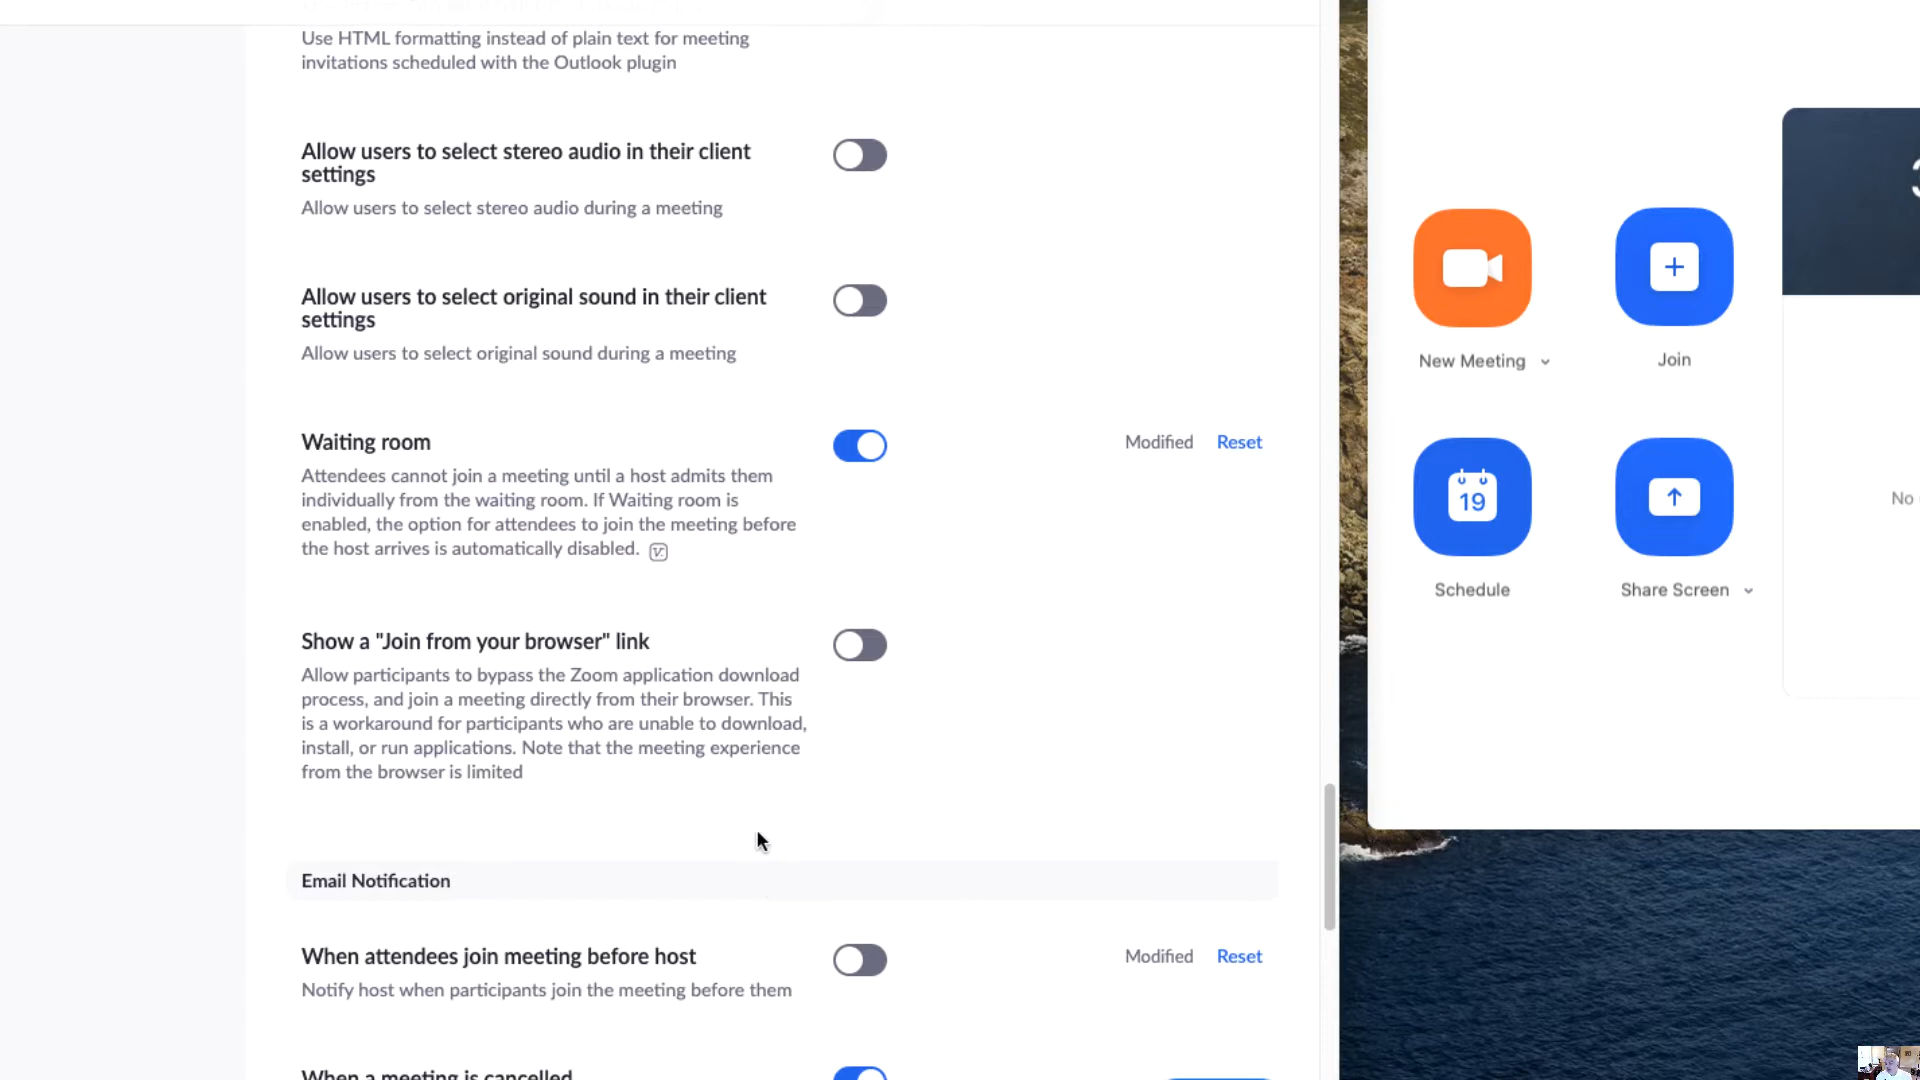 Use HTML formatting instead of plain text for meeting
invitations scheduled with the Outlook plugin
Allow users to select stereo audio in their client
settings
Allow users to select stereo audio during a meeting
Allow users to select original sound in their client
settings
Allow users to select original sound during a meeting
Waiting room
Modified Reset
Attendees cannot join a meeting until a host admits them
individually from the waiting room. If Waiting room is
enabled, the option for attendees to join the meeting before
the host arrives is automatically disabled.
Show a "Join from your browser" link
Allow participants to bypass the Zoom application download
process, and join a meeting directly from their browser. This
is a workaround for participants who are unable to download,
install, or run applications. Note that the meeting experience
from the browser is limited
Email Notification
When attendees join meeting before host
Modified Reset
Notify host when participants join the meeting before them
When a meeting is cancelled
New Meeting
Join
19
Schedule
Share Screen
No